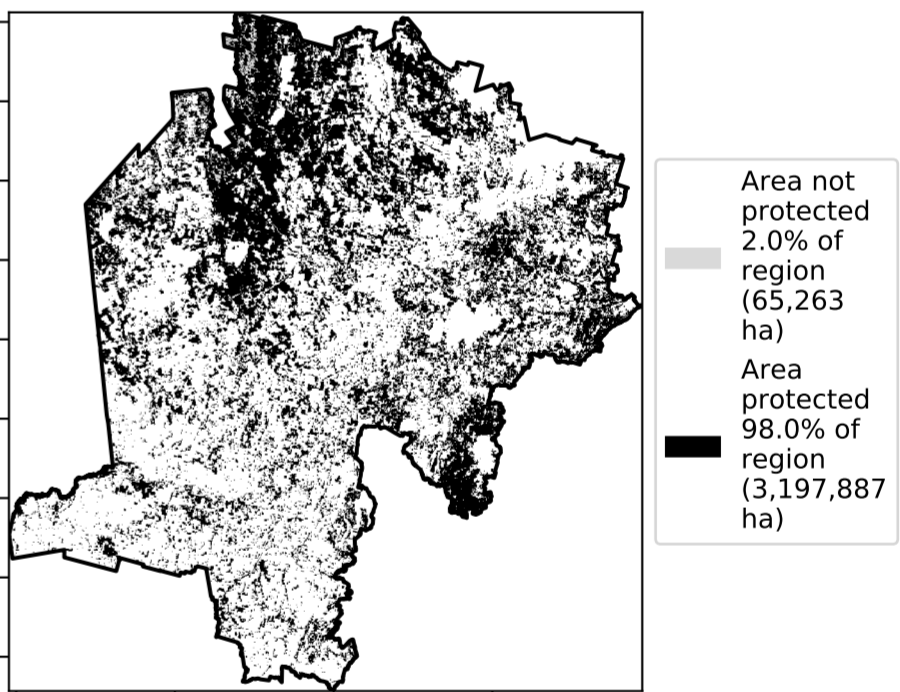 Area not
protected
2.0% of
region
(65,263
ha)
Area
protected
98.0% of
region
(3,197,887
ha)